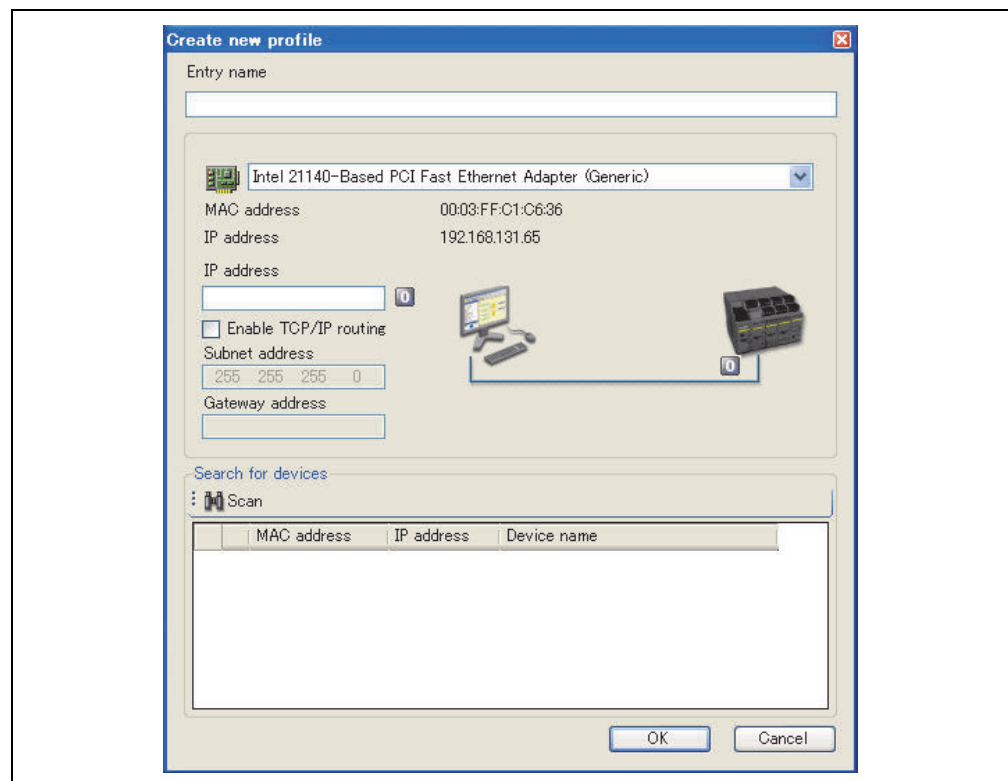 Create new profile
Entry name
Intel 21140-Based PCI Fast Ethernet Adapter (Generic)
MAC address 00:03:FF:C1:C6:36
IP address 192.168.131.65
IP address
0
Enable TCP/IP routing
Subnet address
255 255 255 0
0
Gateway address
Search for devices
Scan
MAC address IP address Device name
OK Cancel